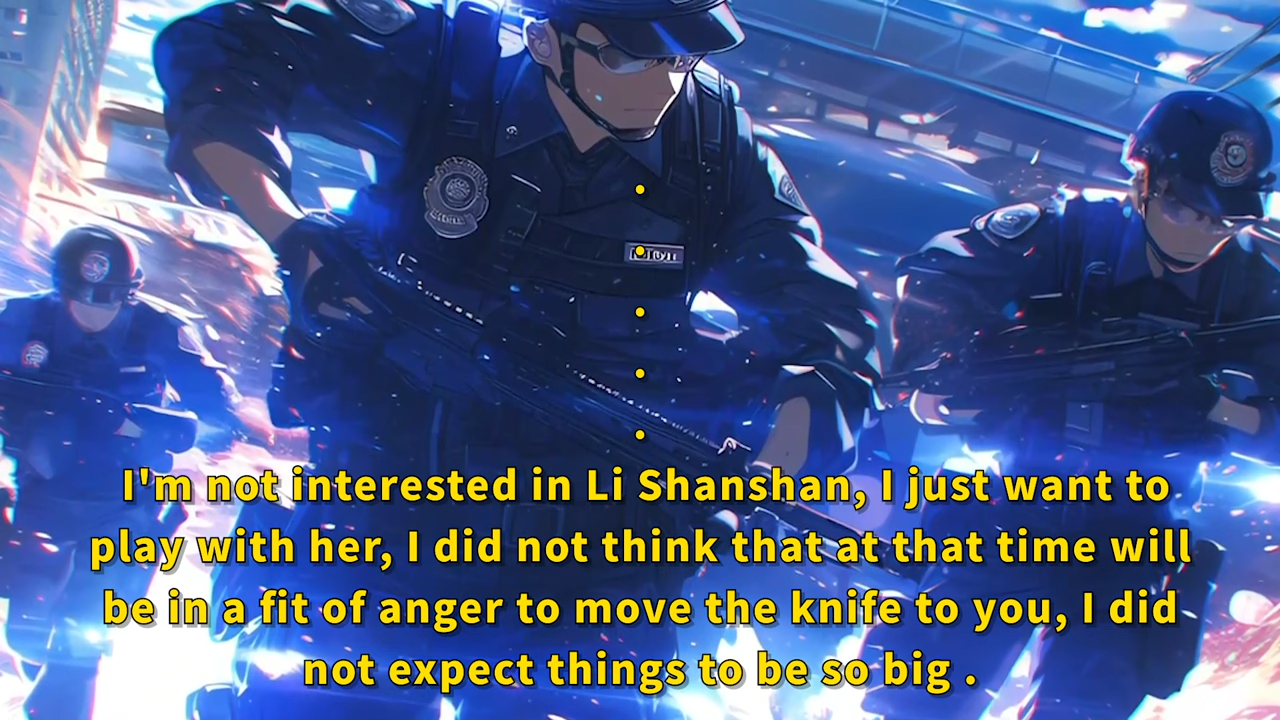 .
.
.
.
.
I'm not interested in Li Shanshan, I just want to
play with her, I did not think that at that time will
be in a fit of anger to move the knife to you, I did
not expect things to be so big .